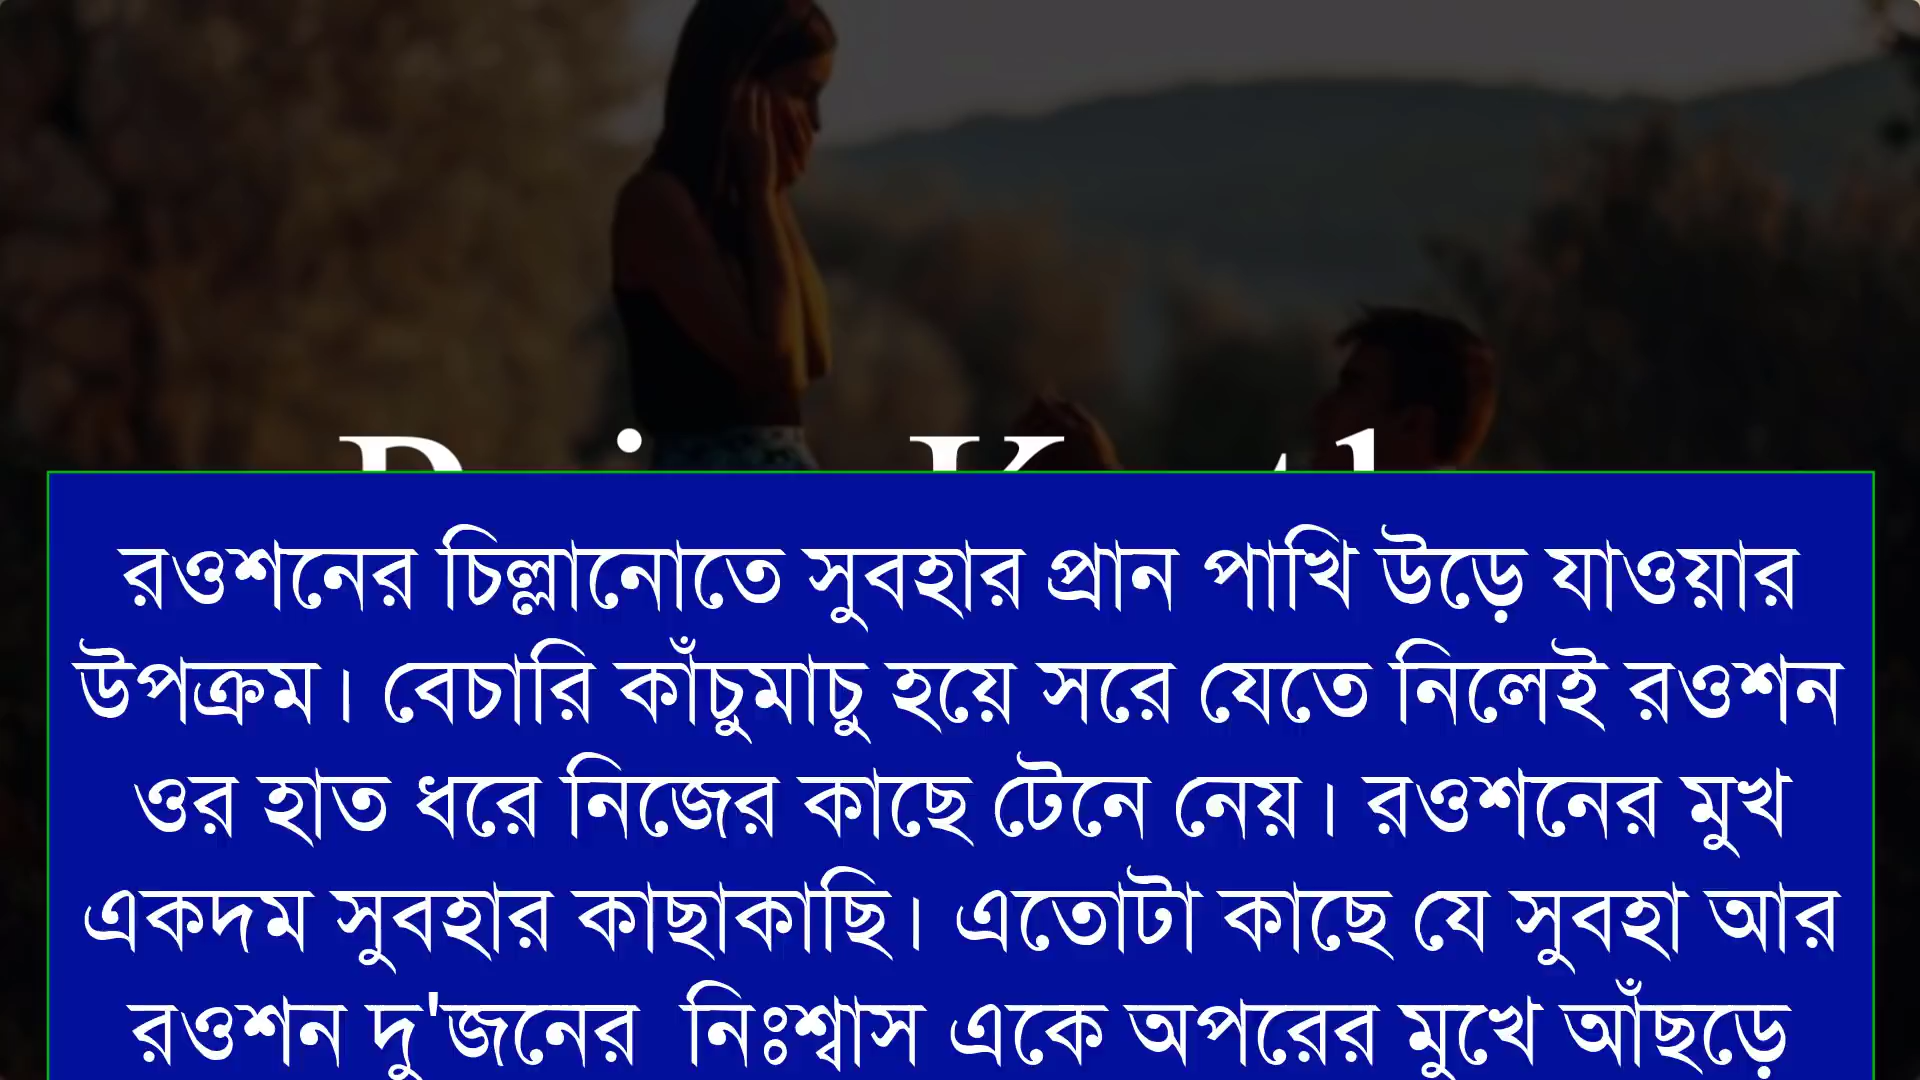 রওশনের চিল্লানোতে সুবহার প্রান পাখি উড়ে যাওয়ার
উপক্রম। বেচারি কাঁচুমাচু হয়ে সরে যেতে নিলেই রওশন
ওর হাত ধরে নিজের কাছে টেনে নেয়। রওশনের মুখ
একদম সুবহার কাছাকাছি। এতোটা কাছে যে সুবহা আর
রওশন দু'জনের  নিঃশ্বাস একে অপরের মুখে আঁছড়ে